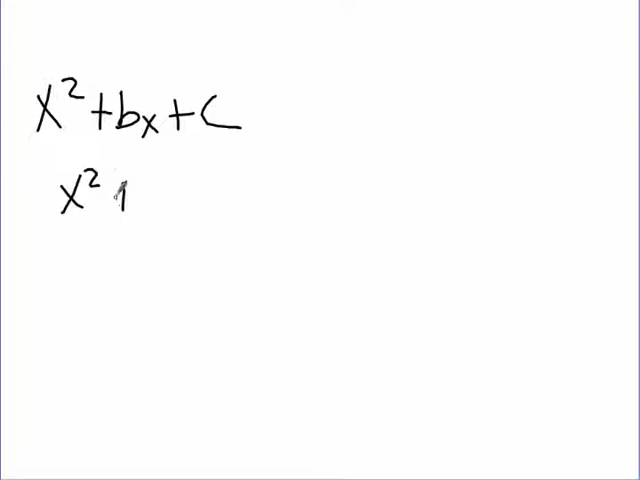 x² + bx + c
x²